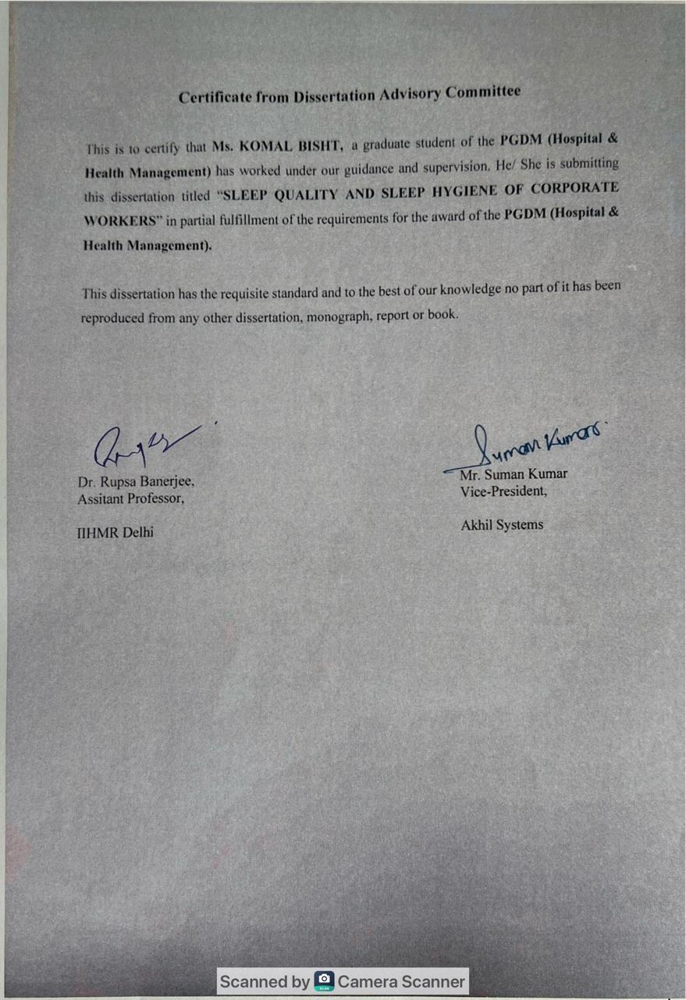 Certificate from Dissertation Advisory Committee
This is to certify that Ms. KOMAL BISHT, a graduate student of the PGDM (Hospital &
Health Management) has worked under our guidance and supervision. He/ She is submitting
this dissertation titled “SLEEP QUALITY AND SLEEP HYGIENE OF CORPORATE
WORKERS” in partial fulfillment of the requirements for the award of the PGDM (Hospital &
Health Management).
This dissertation has the requisite standard and to the best of our knowledge no part of it has been
reproduced from any other dissertation, monograph, report or book.
Dr. Rupsa Banerjee,
Assitant Professor,
IIHMR Delhi
Suman Kumar
Mr. Suman Kumar
Vice-President,
Akhil Systems
Scanned by Camera Scanner